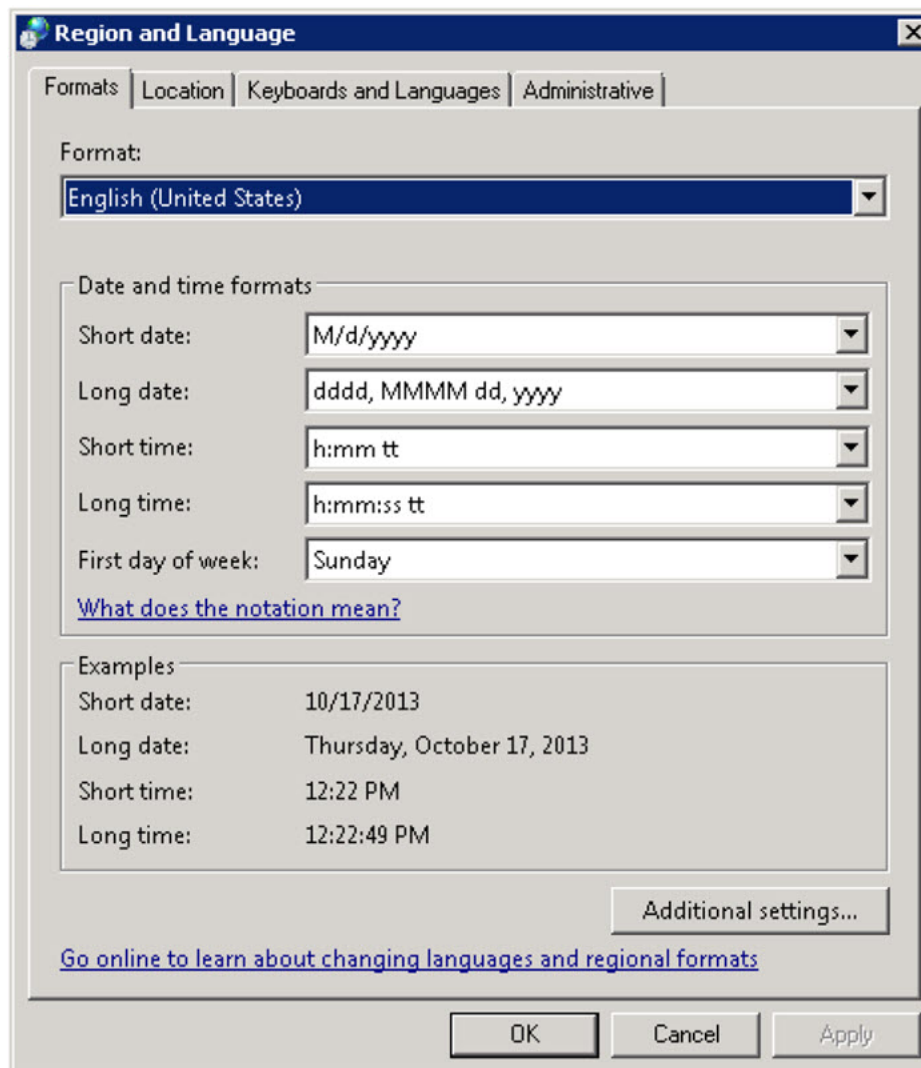 Region and Language
Formats Location Keyboards and Languages Administrative
Format:
English (United States)
Date and time formats
Short date: M/d/yyyy
Long date: dddd, MMMM dd, yyyy
Short time: h:mm tt
Long time: h:mm:ss tt
First day of week: Sunday
What does the notation mean?
Examples
Short date: 10/17/2013
Long date: Thursday, October 17, 2013
Short time: 12:22 PM
Long time: 12:22:49 PM
Additional settings...
Go online to learn about changing languages and regional formats
OK Cancel Apply